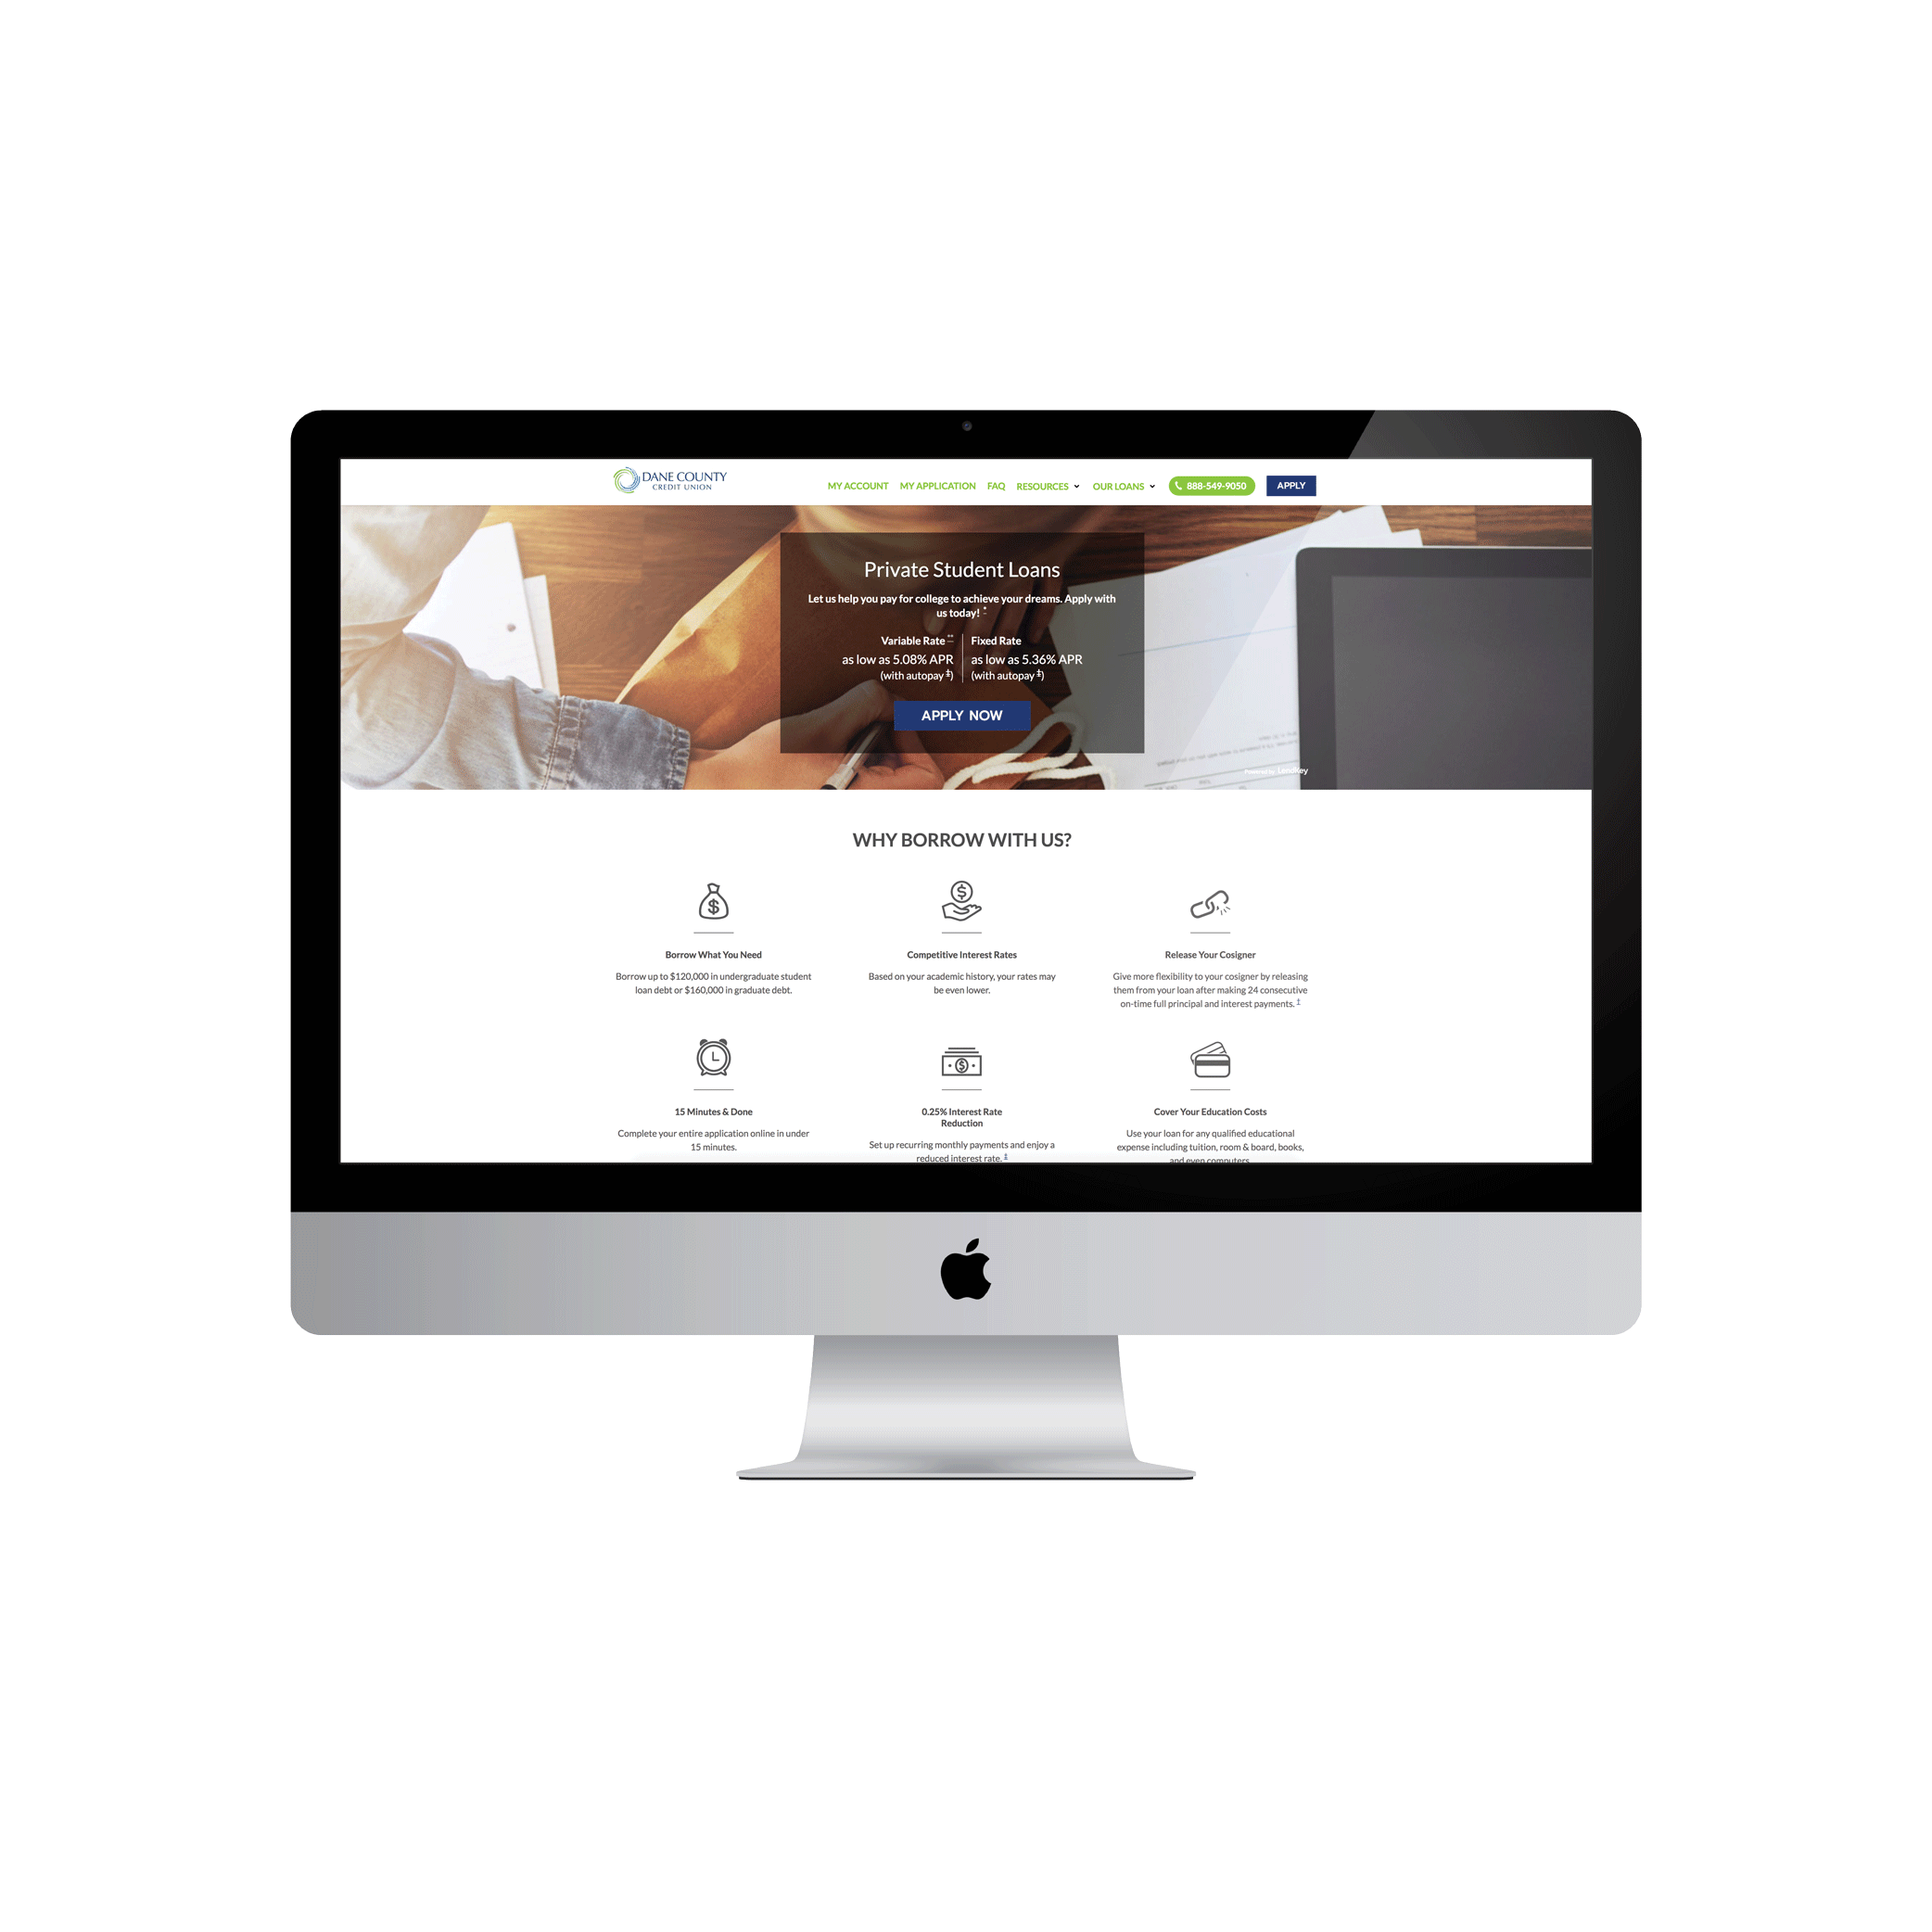 DANE COUNTY
CREDIT UNION
MY ACCOUNT MY APPLICATION FAQ RESOURCES OUR LOANS 888-549-9050 APPLY
Private Student Loans
Let us help you pay for college to achieve your dreams. Apply with
us today! *
Variable Rate ** Fixed Rate
as low as 5.08% APR as low as 5.36% APR
(with autopay ‡) (with autopay ‡)
APPLY NOW
Powered by LendKey
WHY BORROW WITH US?
Borrow What You Need
Borrow up to $120,000 in undergraduate student
loan debt or $160,000 in graduate debt.
Competitive Interest Rates
Based on your academic history, your rates may
be even lower.
Release Your Cosigner
Give more flexibility to your cosigner by releasing
them from your loan after making 24 consecutive
on-time full principal and interest payments. †
15 Minutes & Done
Complete your entire application online in under
15 minutes.
0.25% Interest Rate
Reduction
Set up recurring monthly payments and enjoy a
reduced interest rate. ‡
Cover Your Education Costs
Use your loan for any qualified educational
expense including tuition, room & board, books,
and even computers